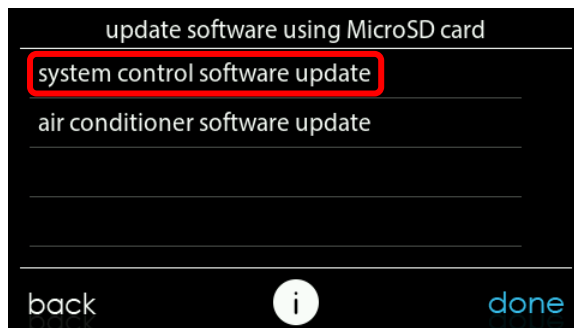 update software using MicroSD card
system control software update
air conditioner software update
back
i
done